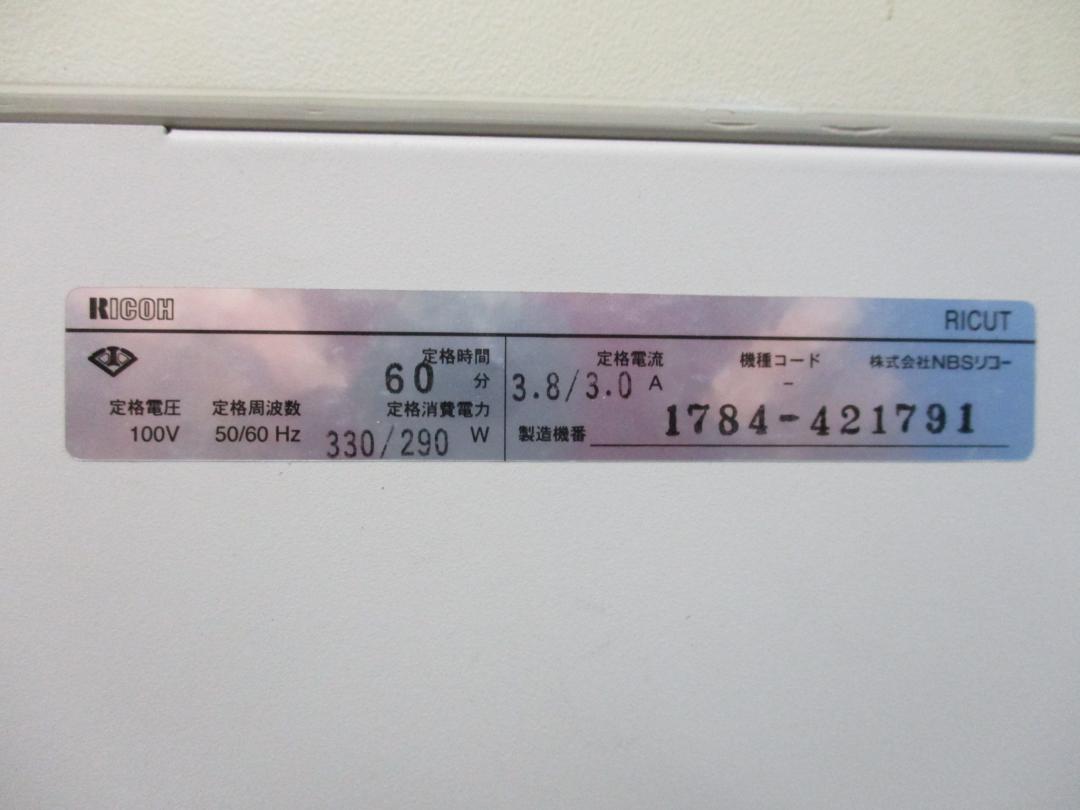 RICOH
RICUT
定格時間
60 分
定格電圧 定格周波数 定格消費電力
100V 50/60 Hz 330/290 W
定格電流 機種コード 株式会社NBSリコー
3.8/3.0 A -
製造機番 1784-421791